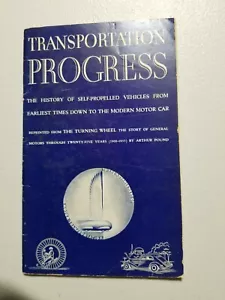 TRANSPORTATION
PROGRESS
THE HISTORY OF SELF-PROPELLED VEHICLES FROM
EARLIEST TIMES DOWN TO THE MODERN MOTOR CAR
REPRINTED FROM THE TURNING WHEEL THE STORY OF GENERAL
MOTORS THROUGH TWENTY-FIVE YEARS (1908-1933) BY ARTHUR POUND